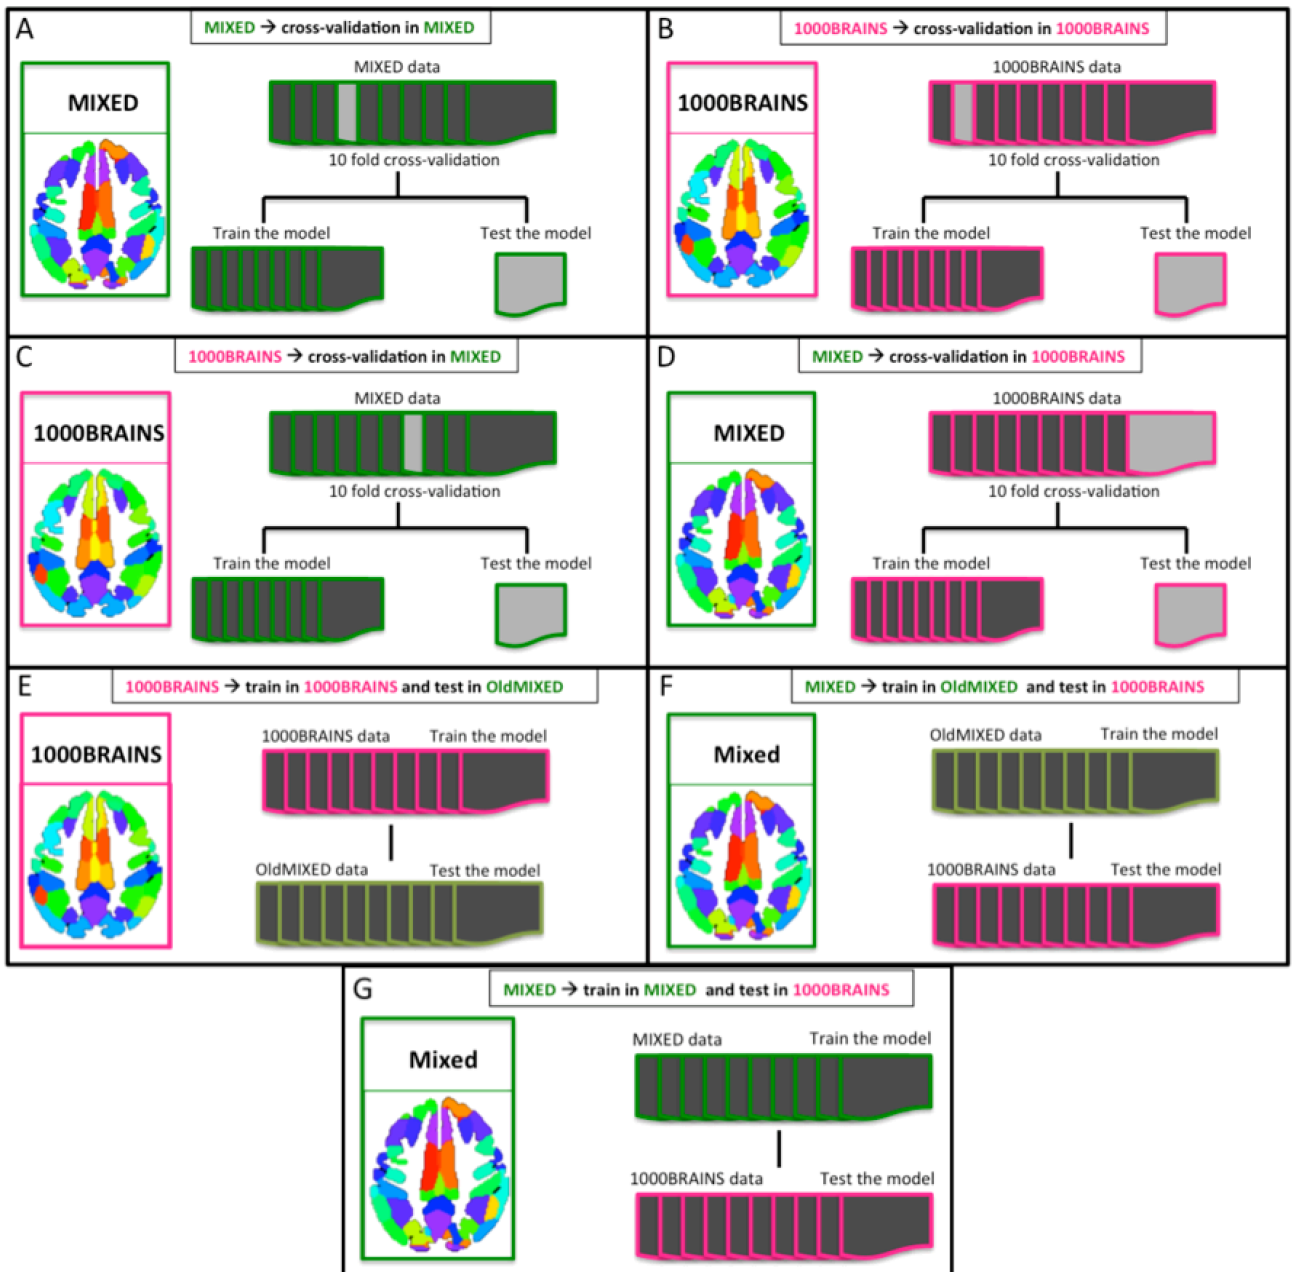 A
MIXED → cross-validation in MIXED
MIXED
MIXED data
10 fold cross-validation
Train the model
Test the model
B
1000BRAINS → cross-validation in 1000BRAINS
1000BRAINS
1000BRAINS data
10 fold cross-validation
Train the model
Test the model
C
1000BRAINS → cross-validation in MIXED
1000BRAINS
MIXED data
10 fold cross-validation
Train the model
Test the model
D
MIXED → cross-validation in 1000BRAINS
MIXED
1000BRAINS data
10 fold cross-validation
Train the model
Test the model
E
1000BRAINS → train in 1000BRAINS and test in OldMIXED
1000BRAINS
1000BRAINS data Train the model
OldMIXED data Test the model
F
MIXED → train in OldMIXED and test in 1000BRAINS
Mixed
OldMIXED data Train the model
1000BRAINS data Test the model
G
MIXED → train in MIXED and test in 1000BRAINS
Mixed
MIXED data Train the model
1000BRAINS data Test the model